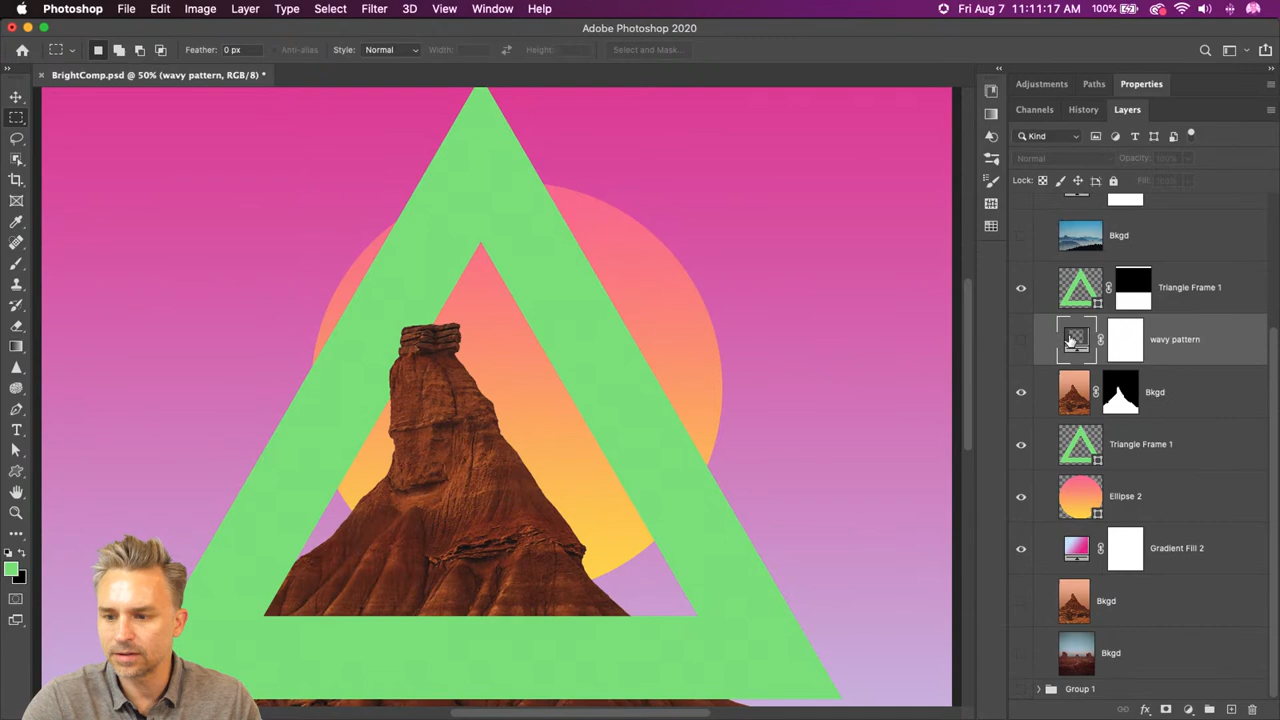 Photoshop File Edit Image Layer Type Select Filter 3D View Window Help 100% Fri Aug 7 11:11:17 AM
Adobe Photoshop 2020
Feather: 0 px Anti-alias Style: Normal Width: Height: Select and Mask...
BrightComp.psd @ 50% (wavy pattern, RGB/8) *
Adjustments Paths Properties
Channels History Layers
Kind
Normal Opacity: 100%
Lock: Fill: 100%
Bkgd
Triangle Frame 1
wavy pattern
Bkgd
Triangle Frame 1
Ellipse 2
Gradient Fill 2
Bkgd
Bkgd
Group 1